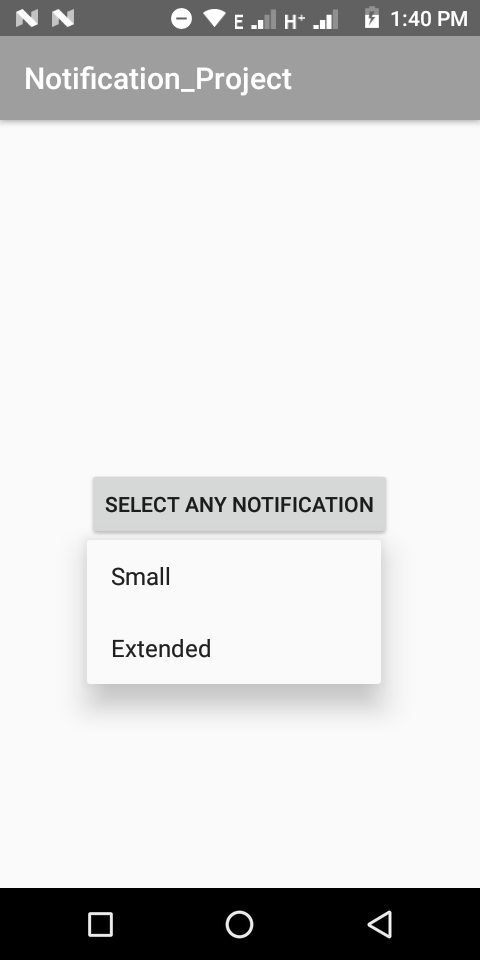 E H+ 1:40 PM
Notification_Project
SELECT ANY NOTIFICATION
Small
Extended